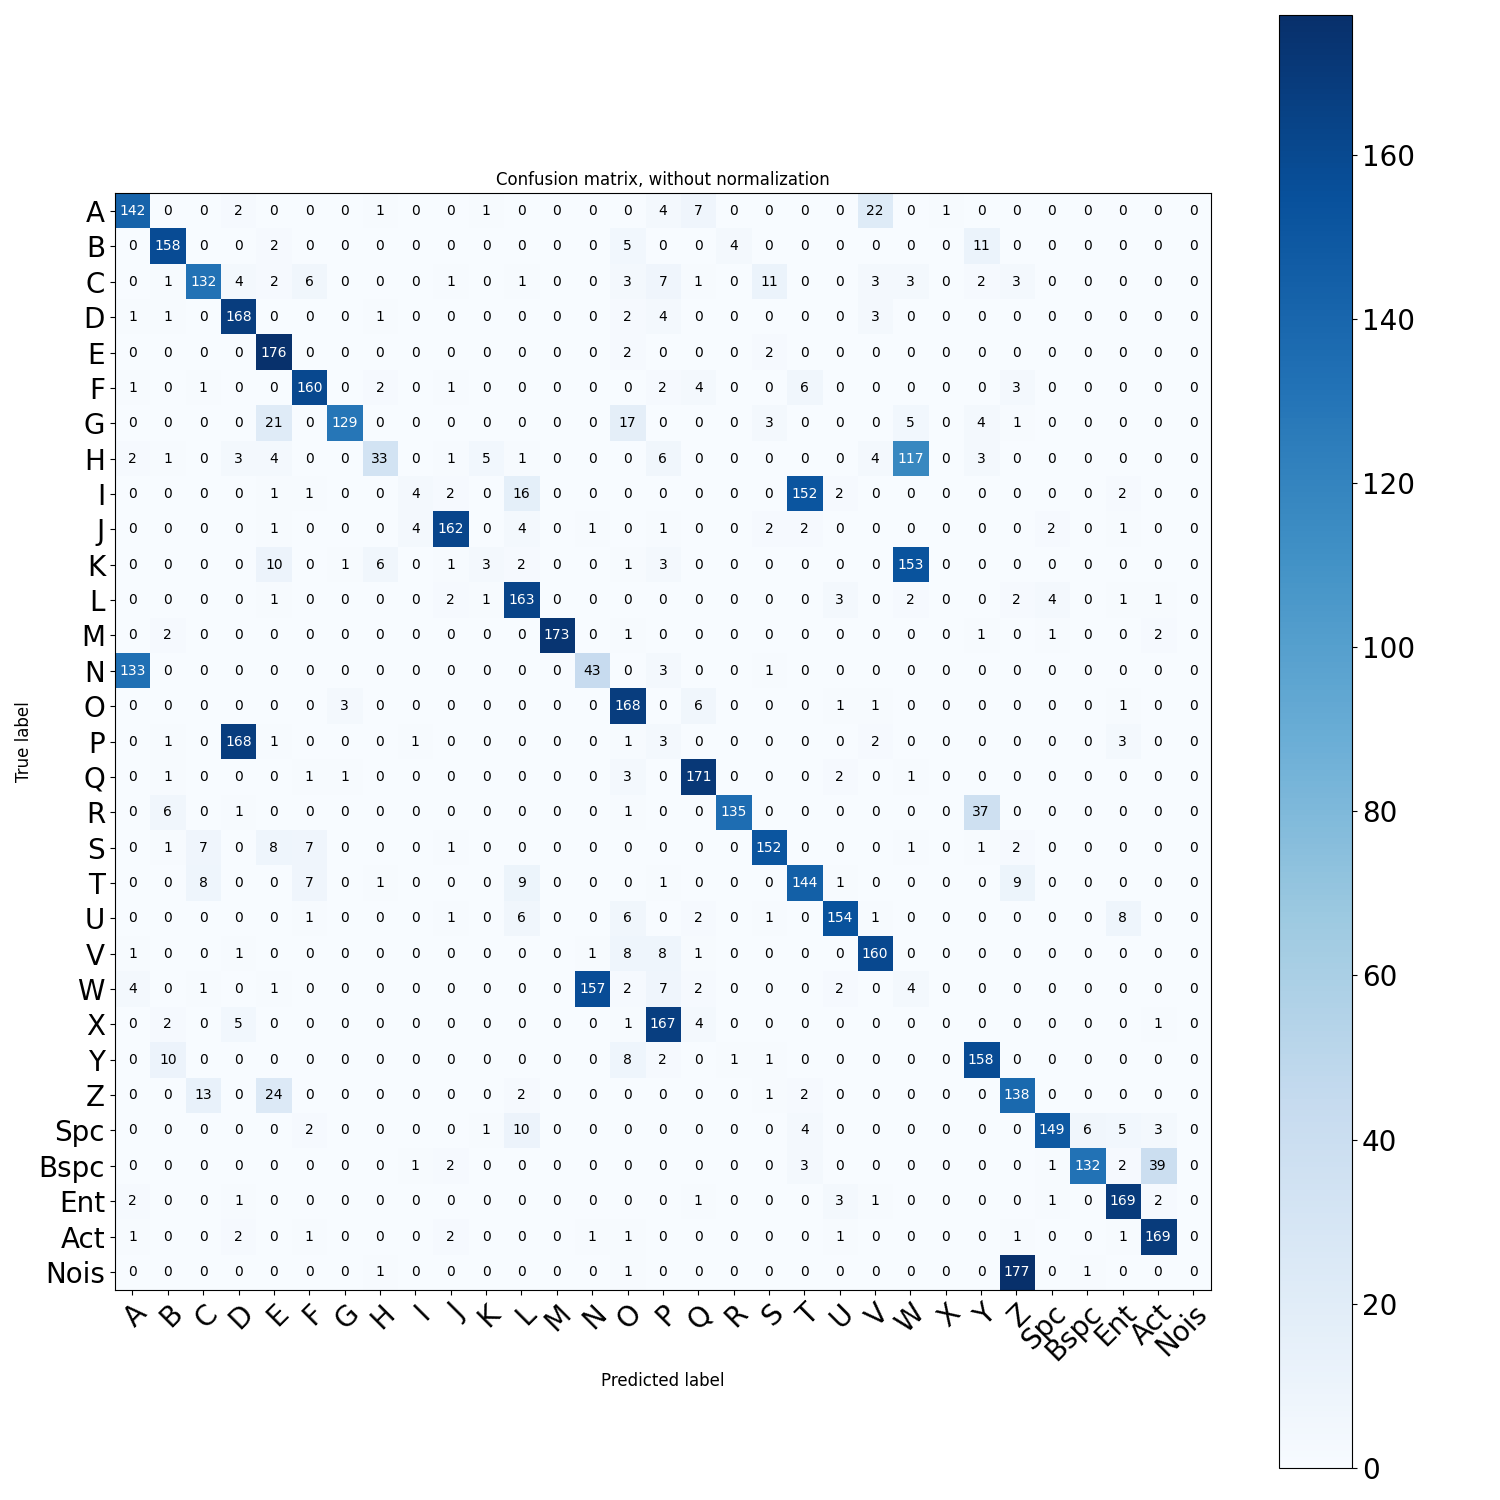 Confusion matrix, without normalization
A 142 0 0 2 0 0 0 1 0 0 1 0 0 0 0 4 7 0 0 0 0 22 0 1 0 0 0 0 0 0 0
B 0 158 0 0 2 0 0 0 0 0 0 0 0 0 5 0 0 4 0 0 0 0 0 0 11 0 0 0 0 0 0
C 0 1 132 4 2 6 0 0 0 1 0 1 0 0 3 7 1 0 11 0 0 3 3 0 2 3 0 0 0 0 0
D 1 1 0 168 0 0 0 1 0 0 0 0 0 0 2 4 0 0 0 0 0 3 0 0 0 0 0 0 0 0 0
E 0 0 0 0 176 0 0 0 0 0 0 0 0 0 2 0 0 0 2 0 0 0 0 0 0 0 0 0 0 0 0
F 1 0 1 0 0 160 0 2 0 1 0 0 0 0 0 2 4 0 0 6 0 0 0 0 0 3 0 0 0 0 0
G 0 0 0 0 21 0 129 0 0 0 0 0 0 0 17 0 0 0 3 0 0 0 5 0 4 1 0 0 0 0 0
H 2 1 0 3 4 0 0 33 0 1 5 1 0 0 0 6 0 0 0 0 0 4 117 0 3 0 0 0 0 0 0
I 0 0 0 0 1 1 0 0 4 2 0 16 0 0 0 0 0 0 0 152 2 0 0 0 0 0 0 0 2 0 0
J 0 0 0 0 1 0 0 0 4 162 0 4 0 1 0 1 0 0 2 2 0 0 0 0 0 0 2 0 1 0 0
K 0 0 0 0 10 0 1 6 0 1 3 2 0 0 1 3 0 0 0 0 0 0 153 0 0 0 0 0 0 0 0
L 0 0 0 0 1 0 0 0 0 2 1 163 0 0 0 0 0 0 0 0 3 0 2 0 0 2 4 0 1 1 0
M 0 2 0 0 0 0 0 0 0 0 0 0 173 0 1 0 0 0 0 0 0 0 0 0 1 0 1 0 0 2 0
N 133 0 0 0 0 0 0 0 0 0 0 0 0 43 0 3 0 0 1 0 0 0 0 0 0 0 0 0 0 0 0
O 0 0 0 0 0 0 3 0 0 0 0 0 0 0 168 0 6 0 0 0 1 1 0 0 0 0 0 0 1 0 0
P 0 1 0 168 1 0 0 0 1 0 0 0 0 0 1 3 0 0 0 0 0 2 0 0 0 0 0 0 3 0 0
Q 0 1 0 0 0 1 1 0 0 0 0 0 0 0 3 0 171 0 0 0 2 0 1 0 0 0 0 0 0 0 0
R 0 6 0 1 0 0 0 0 0 0 0 0 0 0 1 0 0 135 0 0 0 0 0 0 37 0 0 0 0 0 0
S 0 1 7 0 8 7 0 0 0 1 0 0 0 0 0 0 0 0 152 0 0 0 1 0 1 2 0 0 0 0 0
T 0 0 8 0 0 7 0 1 0 0 0 9 0 0 0 1 0 0 0 144 1 0 0 0 0 9 0 0 0 0 0
U 0 0 0 0 0 1 0 0 0 1 0 6 0 0 6 0 2 0 1 0 154 1 0 0 0 0 0 0 8 0 0
V 1 0 0 1 0 0 0 0 0 0 0 0 0 1 8 8 1 0 0 0 0 160 0 0 0 0 0 0 0 0 0
W 4 0 1 0 1 0 0 0 0 0 0 0 0 157 2 7 2 0 0 0 2 0 4 0 0 0 0 0 0 0 0
X 0 2 0 5 0 0 0 0 0 0 0 0 0 0 1 167 4 0 0 0 0 0 0 0 0 0 0 0 0 1 0
Y 0 10 0 0 0 0 0 0 0 0 0 0 0 0 8 2 0 1 1 0 0 0 0 0 158 0 0 0 0 0 0
Z 0 0 13 0 24 0 0 0 0 0 0 2 0 0 0 0 0 0 1 2 0 0 0 0 0 138 0 0 0 0 0
Spc 0 0 0 0 0 2 0 0 0 0 1 10 0 0 0 0 0 0 0 4 0 0 0 0 0 0 149 6 5 3 0
Bspc 0 0 0 0 0 0 0 0 1 2 0 0 0 0 0 0 0 0 0 3 0 0 0 0 0 0 1 132 2 39 0
Ent 2 0 0 1 0 0 0 0 0 0 0 0 0 0 0 0 1 0 0 0 3 1 0 0 0 0 1 0 169 2 0
Act 1 0 0 2 0 1 0 0 0 2 0 0 0 1 1 0 0 0 0 0 1 0 0 0 0 1 0 0 1 169 0
Nois 0 0 0 0 0 0 0 1 0 0 0 0 0 0 1 0 0 0 0 0 0 0 0 0 0 177 0 1 0 0 0
A B C D E F G H I J K L M N O P Q R S T U V W X Y Z Spc Bspc Ent Act Nois
Predicted label
True label
160
140
120
100
80
60
40
20
0